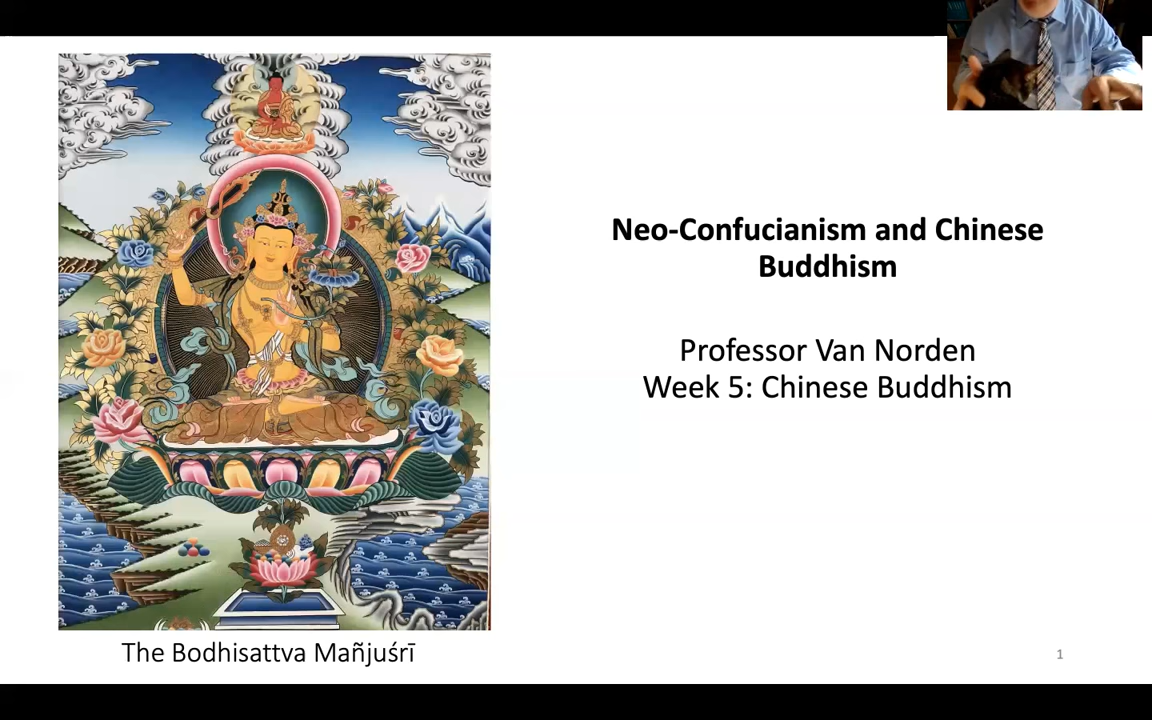 Neo-Confucianism and Chinese
Buddhism
Professor Van Norden
Week 5: Chinese Buddhism
The Bodhisattva Mañjuśrī
1